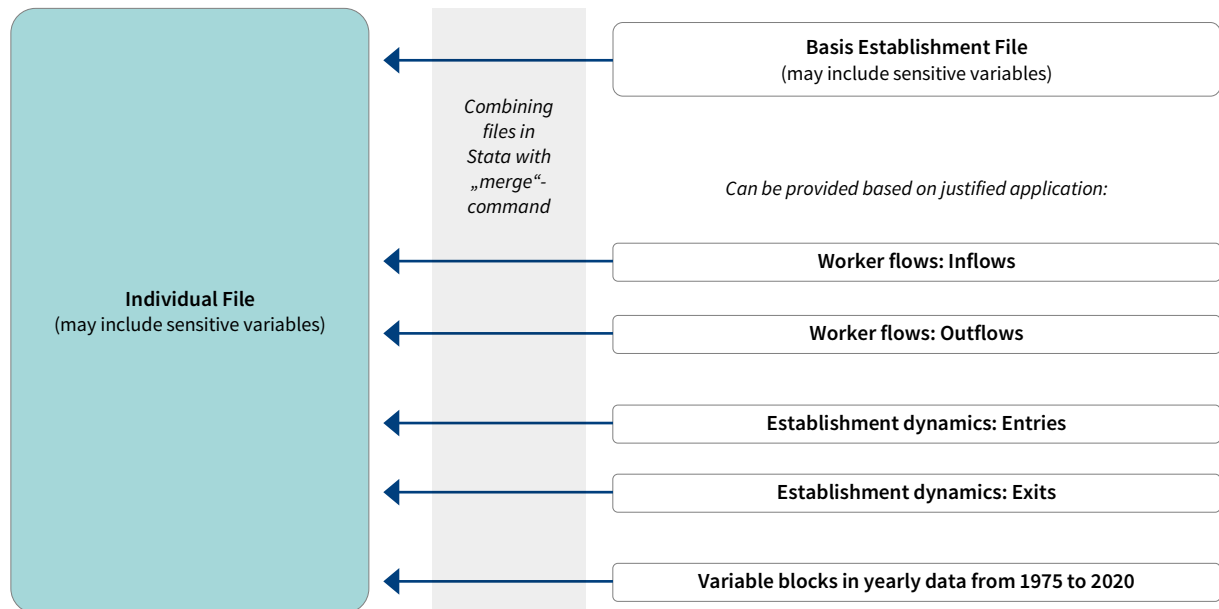 Individual File
(may include sensitive variables)
Combining
files in
Stata with
„merge“-
command
Basis Establishment File
(may include sensitive variables)
Can be provided based on justified application:
Worker flows: Inflows
Worker flows: Outflows
Establishment dynamics: Entries
Establishment dynamics: Exits
Variable blocks in yearly data from 1975 to 2020